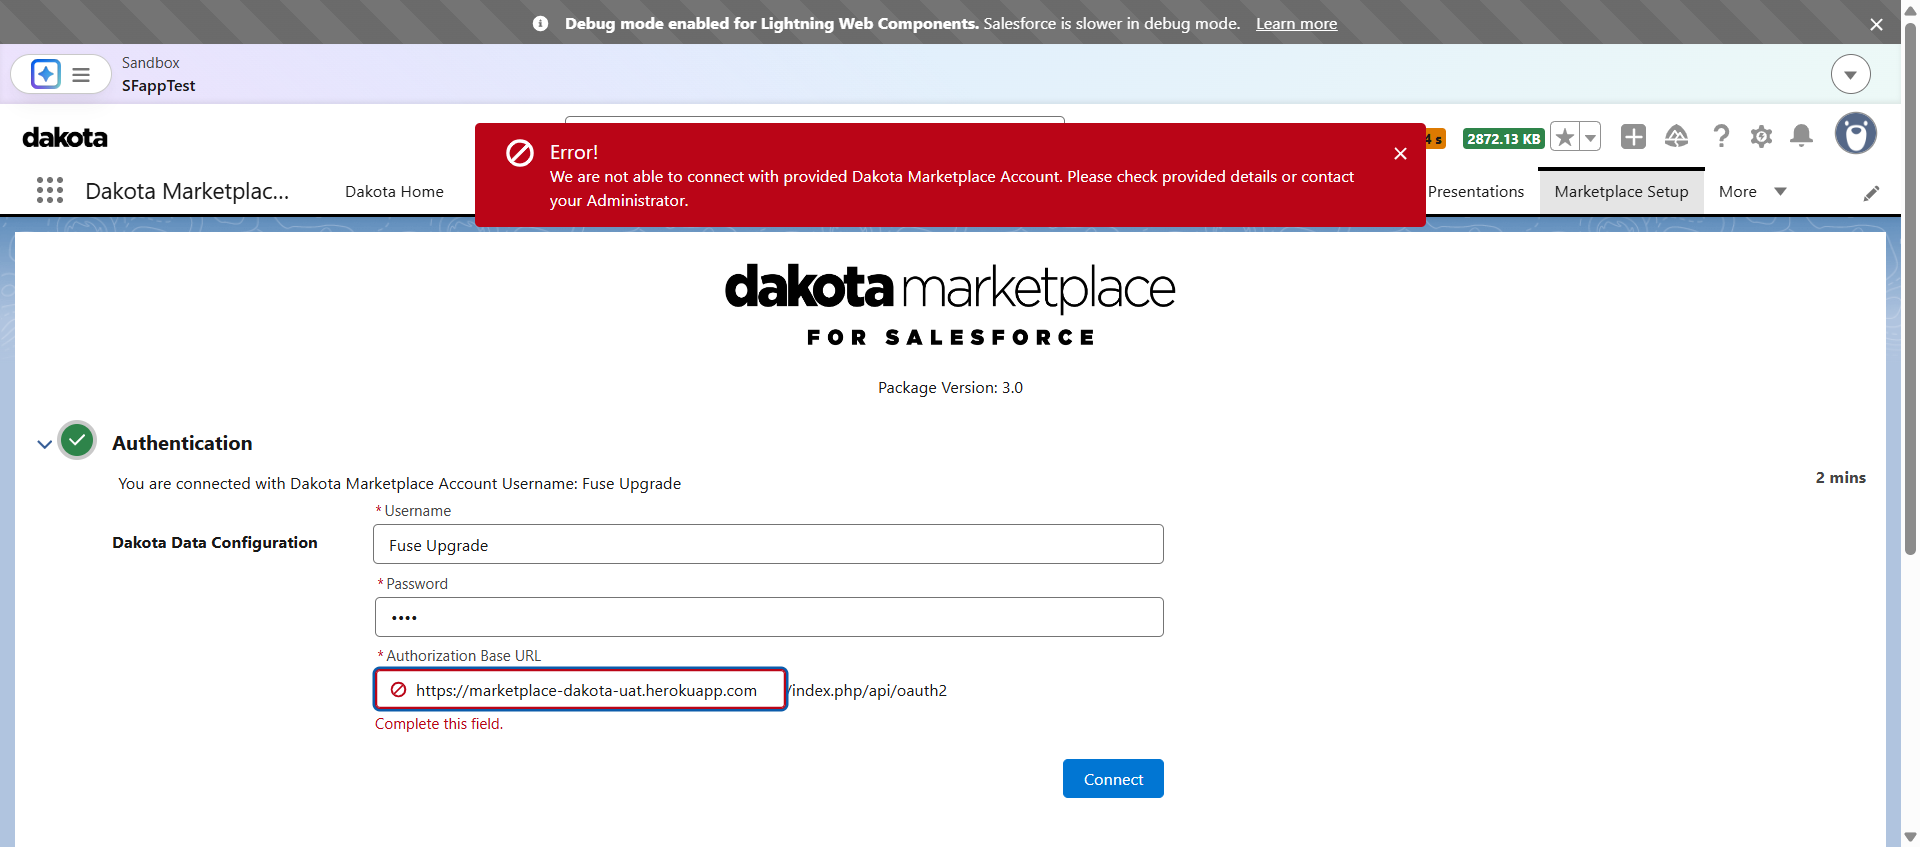 Debug mode enabled for Lightning Web Components. Salesforce is slower in debug mode. Learn more
Sandbox
SFappTest
dakota
Error!
We are not able to connect with provided Dakota Marketplace Account. Please check provided details or contact
your Administrator.
4 s
2872.13 KB
Dakota Marketplac...
Dakota Home
Presentations
Marketplace Setup
More
dakota marketplace
FOR SALESFORCE
Package Version: 3.0
Authentication
You are connected with Dakota Marketplace Account Username: Fuse Upgrade
2 mins
*Username
Dakota Data Configuration
Fuse Upgrade
*Password
••••
*Authorization Base URL
https://marketplace-dakota-uat.herokuapp.com /index.php/api/oauth2
Complete this field.
Connect